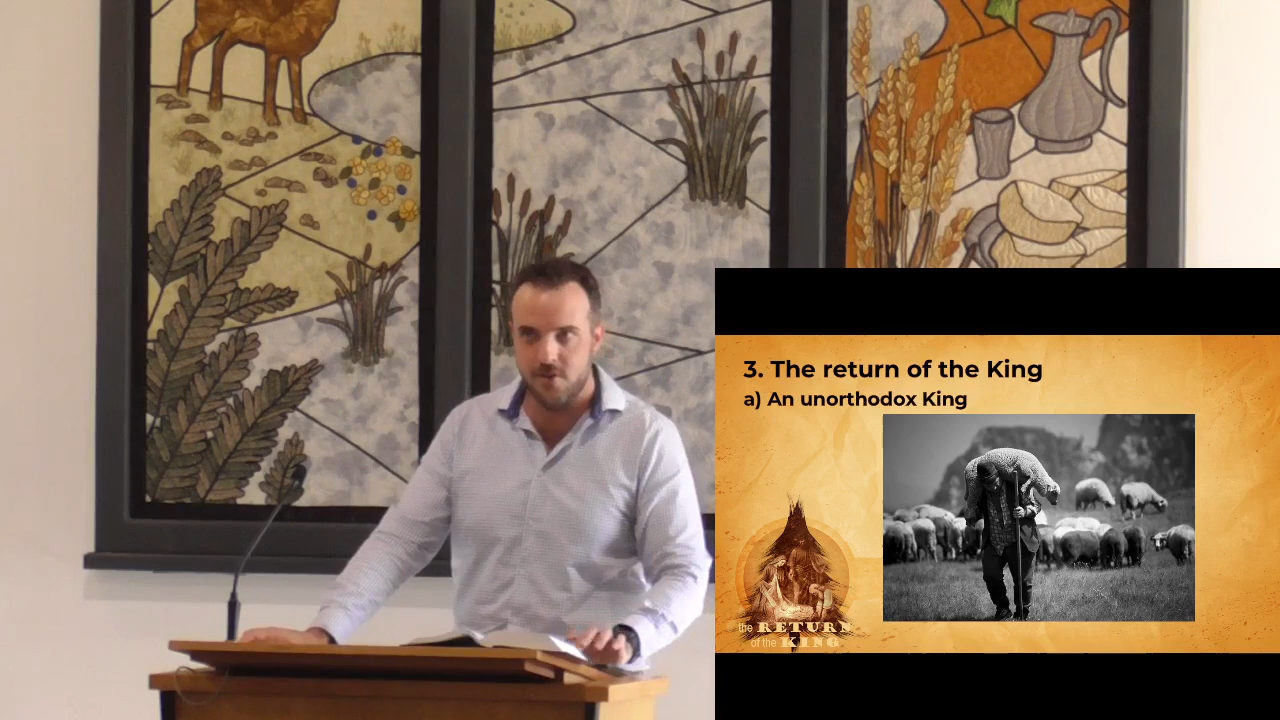 3. The return of the King
a) An unorthodox King
the RETURN
of the KING